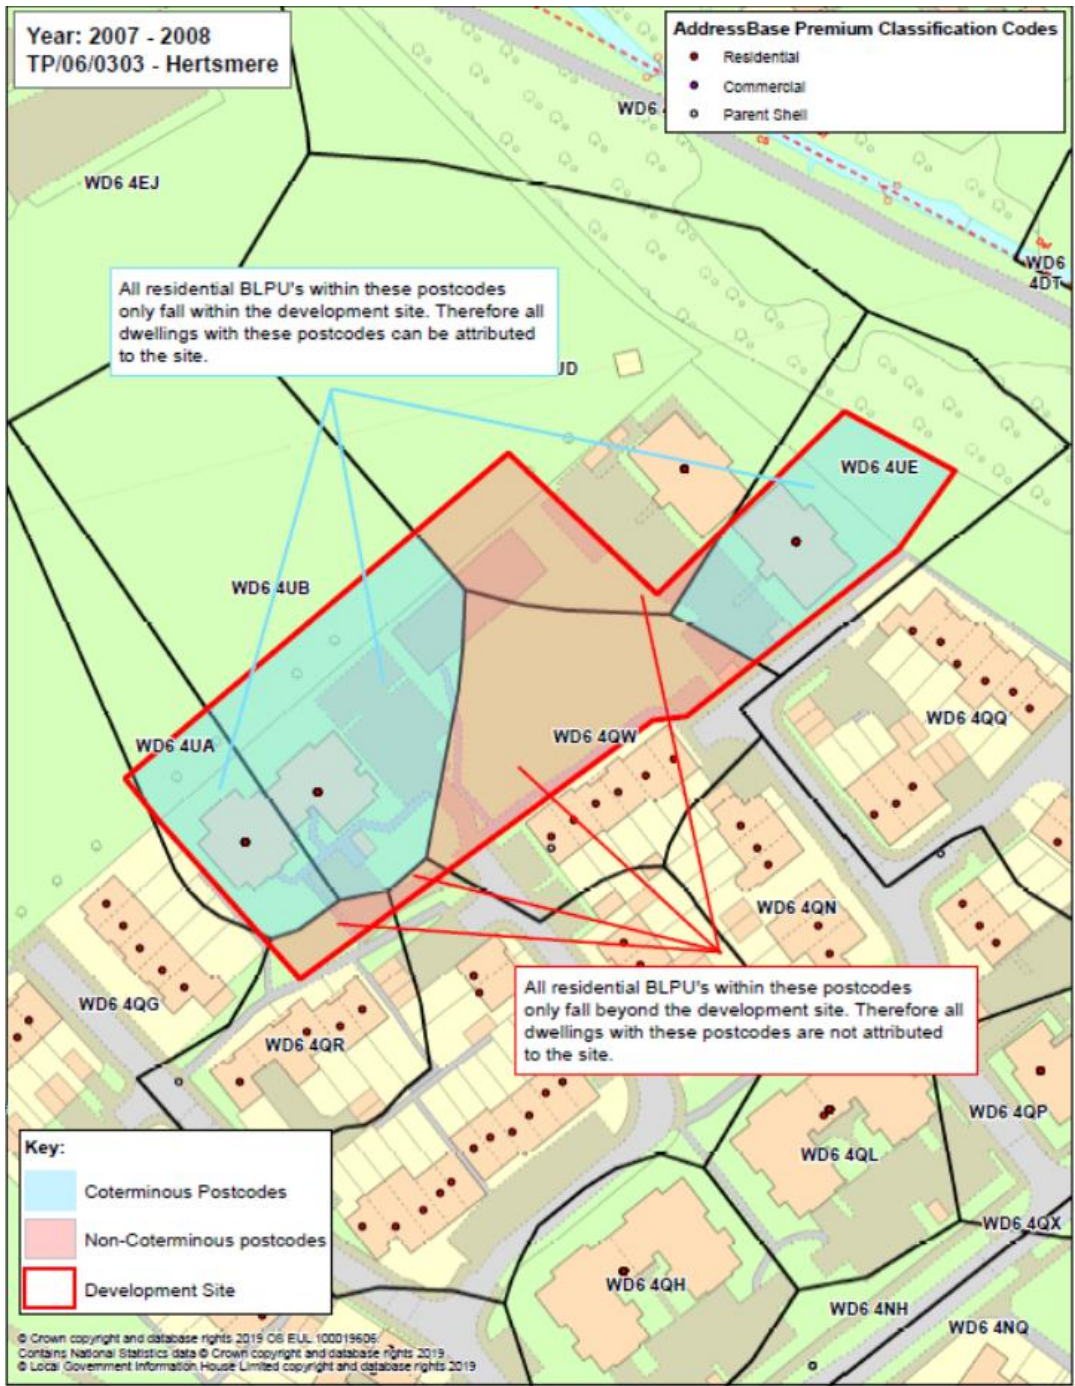 Year: 2007 - 2008
TP/06/0303 - Hertsmere
AddressBase Premium Classification Codes
Residential
Commercial
Parent Shell
WD6
CS
WD6 4EJ
Def
WD6
4DT
All residential BLPU's within these postcodes
only fall within the development site. Therefore all
dwellings with these postcodes can be attributed
to the site.
JD
WD6 4UE
WD6 4UB
WD6 4QQ
WD6 4UA
WD6 4QW
WD6 4QN
WD6 4QG
All residential BLPU's within these postcodes
only fall beyond the development site. Therefore all
dwellings with these postcodes are not attributed
to the site.
WD6 4QR
WD6 4QP
WD6 4QL
WD6 4QX
WD6 4QH
WD6 4NH
WD6 4NQ
Key:
Coterminous Postcodes
Non-Coterminous postcodes
Development Site
© Crown copyright and database rights 2019 OS EUL 100019606.
Contains National Statistics data © Crown copyright and database rights 2019
© Local Government Information House Limited copyright and database rights 2019